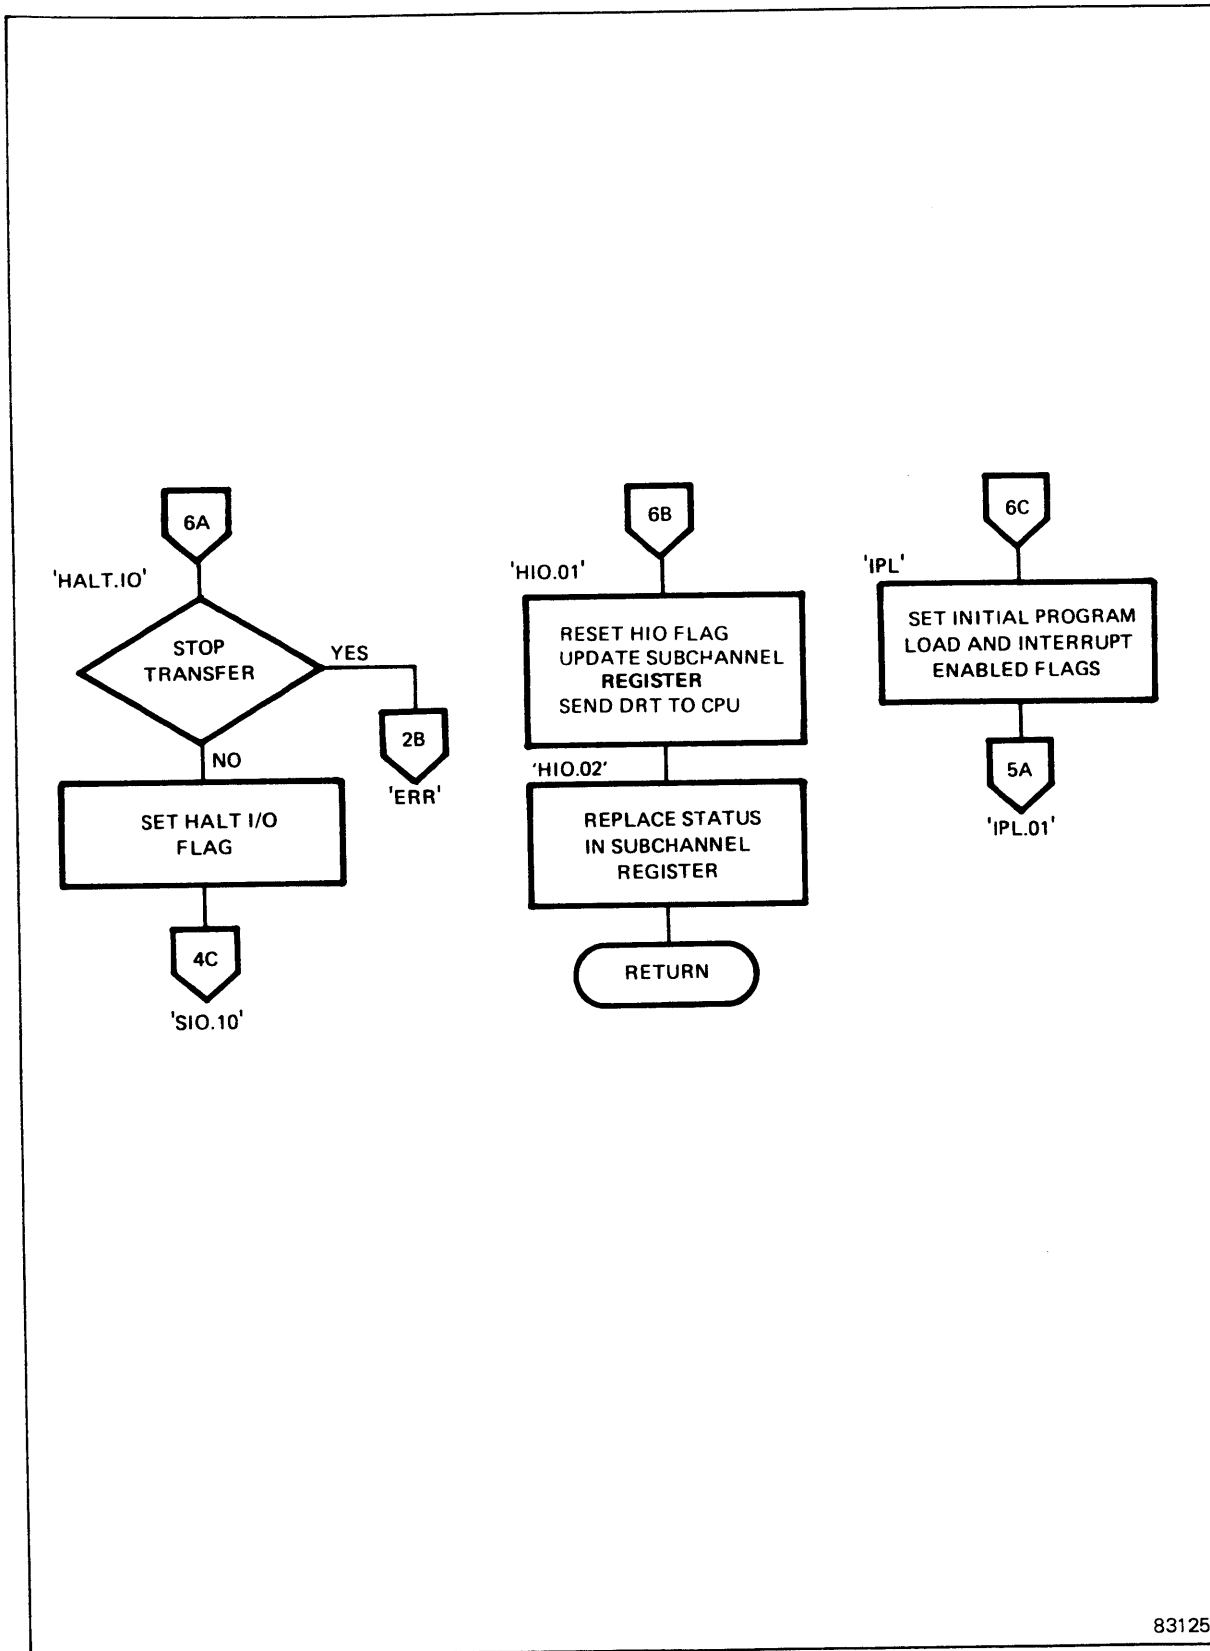 6A
'HALT.IO'
STOP
TRANSFER
YES
2B
'ERR'
NO
SET HALT I/O
FLAG
4C
'SIO.10'
6B
'HIO.01'
RESET HIO FLAG
UPDATE SUBCHANNEL
REGISTER
SEND DRT TO CPU
'HIO.02'
REPLACE STATUS
IN SUBCHANNEL
REGISTER
RETURN
6C
'IPL'
SET INITIAL PROGRAM
LOAD AND INTERRUPT
ENABLED FLAGS
5A
'IPL.01'
83125